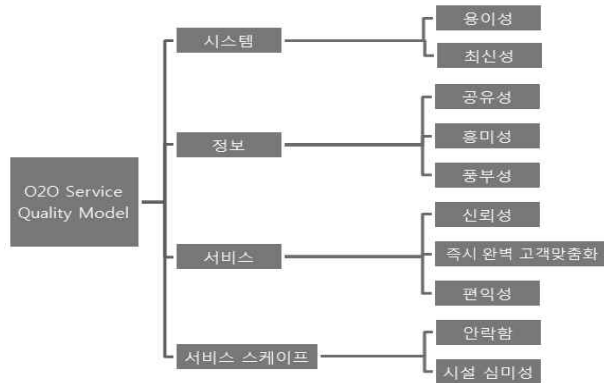 O2O Service
Quality Model
시스템
용이성
최신성
정보
공유성
흥미성
풍부성
서비스
신뢰성
즉시 완벽 고객맞춤화
편익성
서비스 스케이프
안락함
시설 심미성